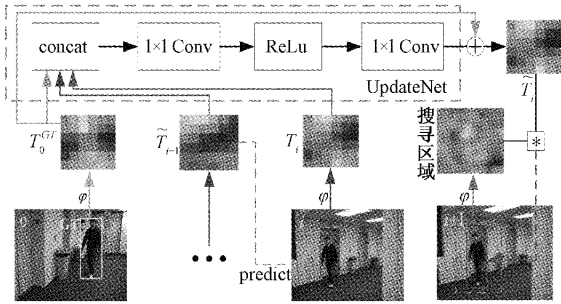 concat
1×1 Conv
ReLu
1×1 Conv
UpdateNet
T̃ᵢ
T₀ᴳᵀ
T̃ᵢ₋₁
Tᵢ
搜寻区域
*
φ
φ
φ
predict